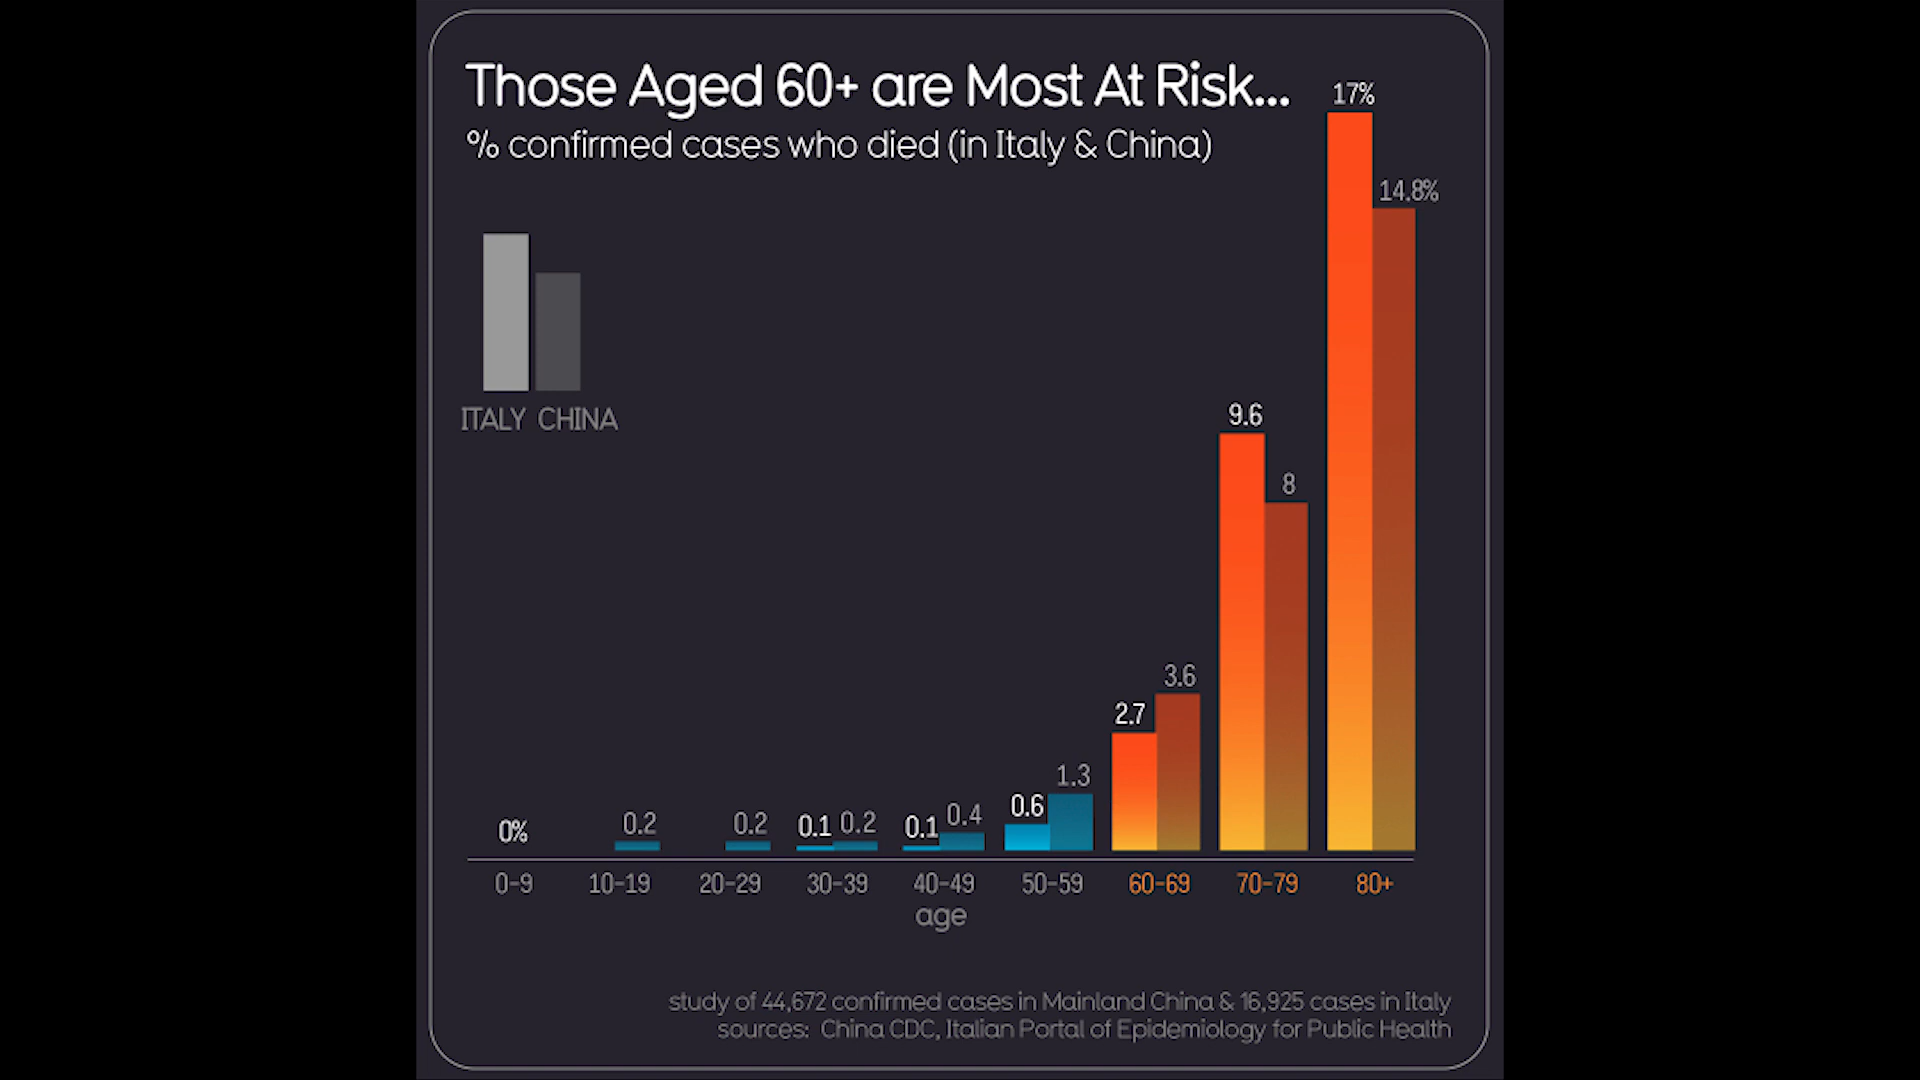 Those Aged 60+ are Most At Risk...
% confirmed cases who died (in Italy & China)
17%
14.8%
ITALY CHINA
9.6
8
3.6
2.7
1.3
0.6
0% 0.2 0.2 0.1 0.2 0.1 0.4
0-9 10-19 20-29 30-39 40-49 50-59 60-69 70-79 80+
age
study of 44,672 confirmed cases in Mainland China & 16,925 cases in Italy
sources: China CDC, Italian Portal of Epidemiology for Public Health